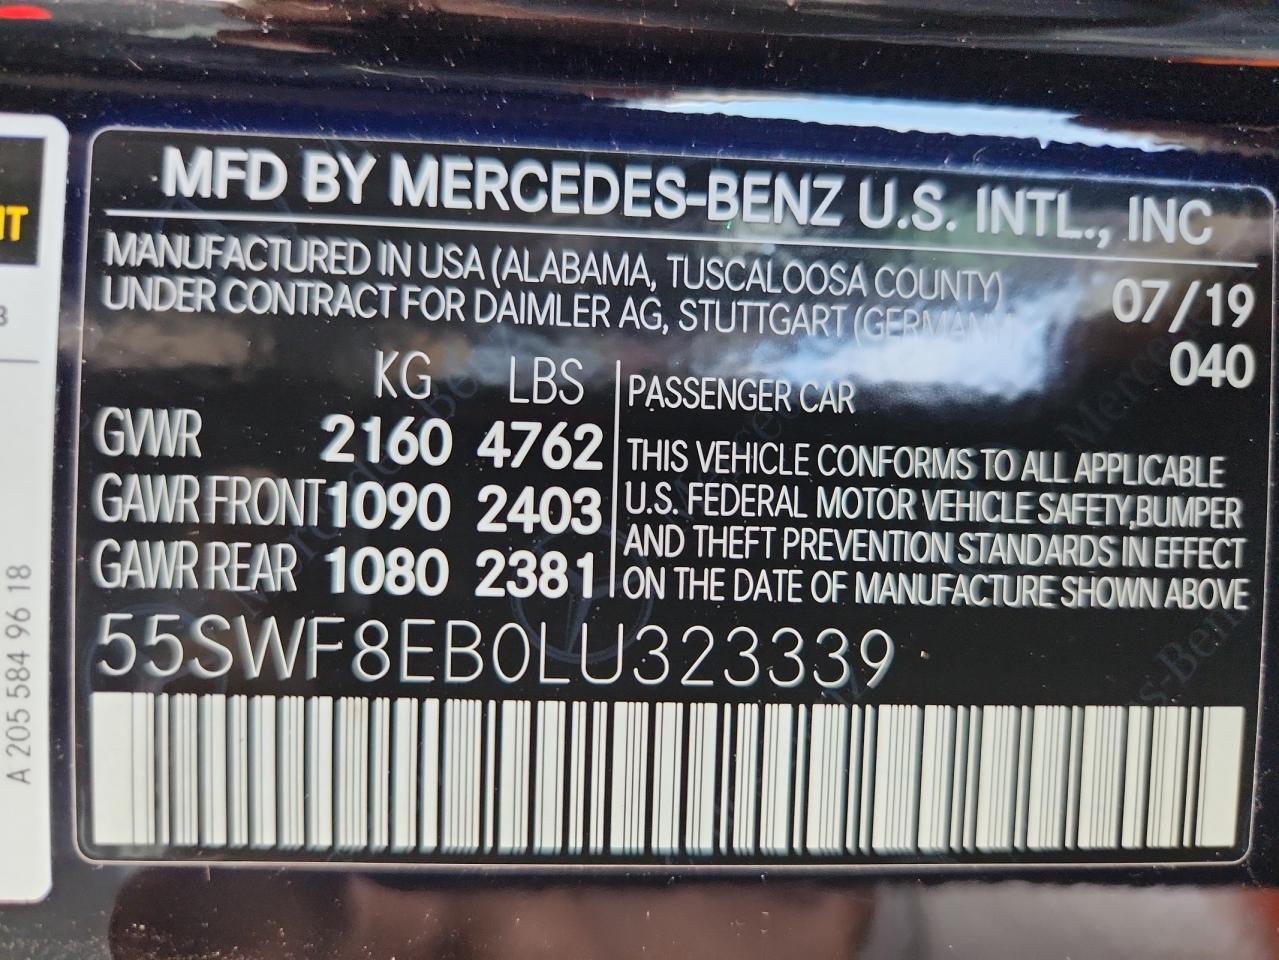 MFD BY MERCEDES-BENZ U.S. INTL., INC
MANUFACTURED IN USA (ALABAMA, TUSCALOOSA COUNTY)
UNDER CONTRACT FOR DAIMLER AG, STUTTGART (GERMANY)
07/19
040
KG LBS
GVWR 2160 4762
GAWR FRONT 1090 2403
GAWR REAR 1080 2381
PASSENGER CAR
THIS VEHICLE CONFORMS TO ALL APPLICABLE
U.S. FEDERAL MOTOR VEHICLE SAFETY,BUMPER
AND THEFT PREVENTION STANDARDS IN EFFECT
ON THE DATE OF MANUFACTURE SHOWN ABOVE
55SWF8EB0LU323339
A 205 584 96 18